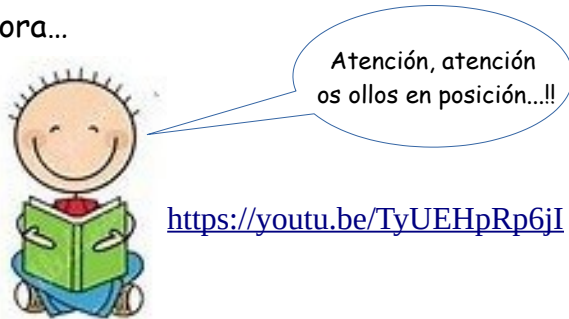 ora...
Atención, atención
os ollos en posición...!!
https://youtu.be/TyUEHpRp6jI